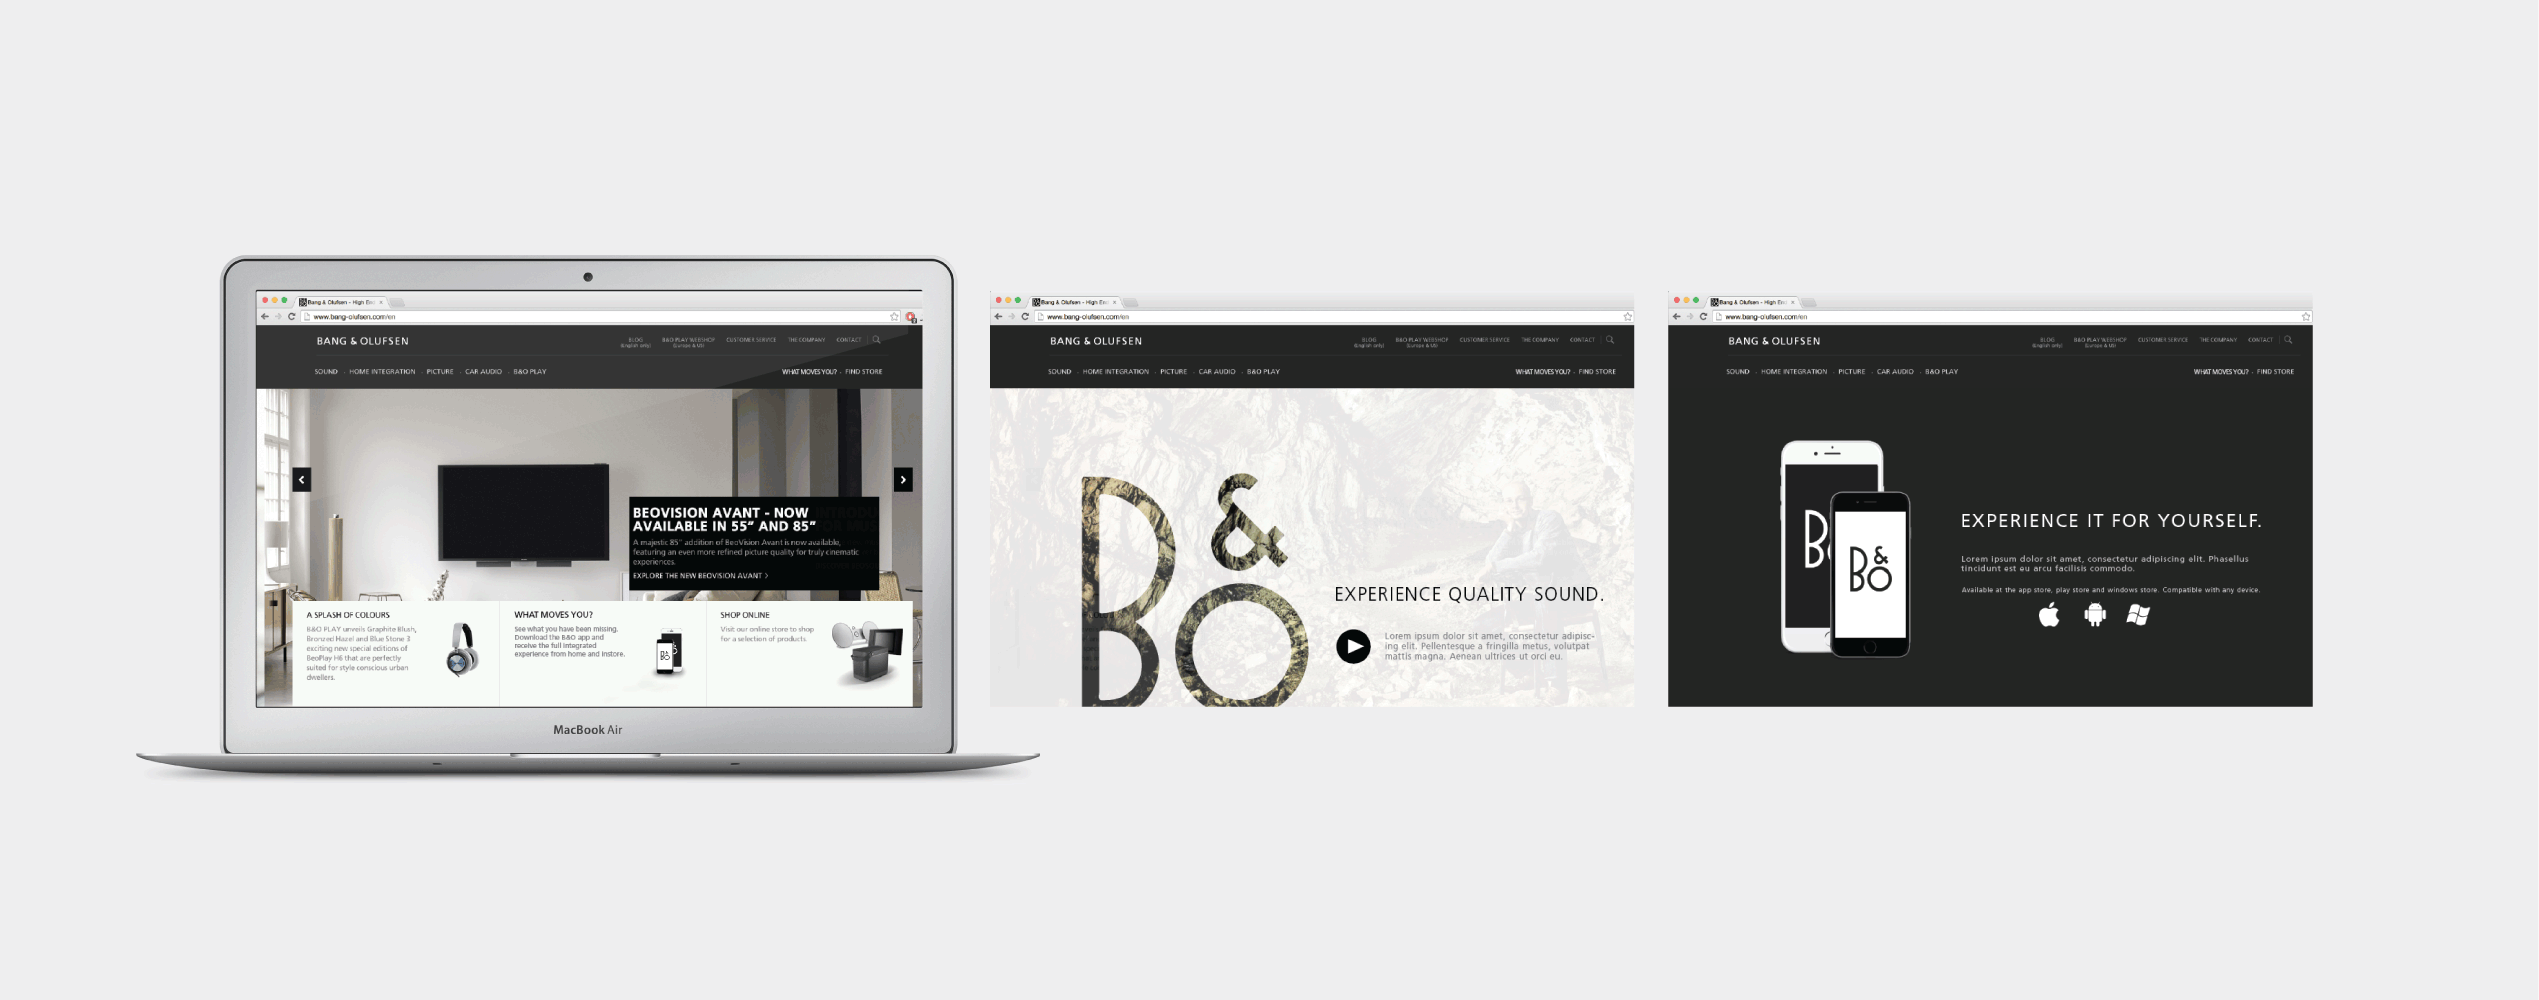 Bang & Olufsen - High En
www.bang-olufsen.com/en
BANG & OLUFSEN
BLOG
(English only)
B&O PLAY WEBSHOP
(Europe & US)
CUSTOMER SERVICE
THE COMPANY
CONTACT
SOUND
HOME INTEGRATION
PICTURE
CAR AUDIO
B&O PLAY
WHAT MOVES YOU?
FIND STORE
BEOVISION AVANT - NOW
AVAILABLE IN 55” AND 85”
A majestic 85” addition of BeoVision Avant is now available,
featuring an even more refined picture quality for truly cinematic
experiences.
EXPLORE THE NEW BEOVISION AVANT >
A SPLASH OF COLOURS
B&O PLAY unveils Graphite Blush,
Bronzed Hazel and Blue Stone 3
exciting new special editions of
BeoPlay H6 that are perfectly
suited for style conscious urban
dwellers.
WHAT MOVES YOU?
See what you have been missing.
Download the B&O app and
receive the full integrated
experience from home and instore.
B&O
SHOP ONLINE
Visit our online store to shop
for a selection of products
MacBook Air
Bang & Olufsen - High En
www.bang-olufsen.com/en
BANG & OLUFSEN
BLOG
(English only)
B&O PLAY WEBSHOP
(Europe & US)
CUSTOMER SERVICE
THE COMPANY
CONTACT
SOUND
HOME INTEGRATION
PICTURE
CAR AUDIO
B&O PLAY
WHAT MOVES YOU?
FIND STORE
B&O
EXPERIENCE QUALITY SOUND.
Lorem ipsum dolor sit amet, consectetur adipisc-
ing elit. Pellentesque a fringilla metus, volutpat
mattis magna. Aenean ultrices ut orci eu.
Bang & Olufsen - High En
www.bang-olufsen.com/en
BANG & OLUFSEN
BLOG
(English only)
B&O PLAY WEBSHOP
(Europe & US)
CUSTOMER SERVICE
THE COMPANY
CONTACT
SOUND
HOME INTEGRATION
PICTURE
CAR AUDIO
B&O PLAY
WHAT MOVES YOU?
FIND STORE
B&
B&O
EXPERIENCE IT FOR YOURSELF.
Lorem ipsum dolor sit amet, consectetur adipiscing elit. Phasellus
tincidunt est eu arcu facilisis commodo.
Available at the app store, play store and windows store. Compatible with any device.